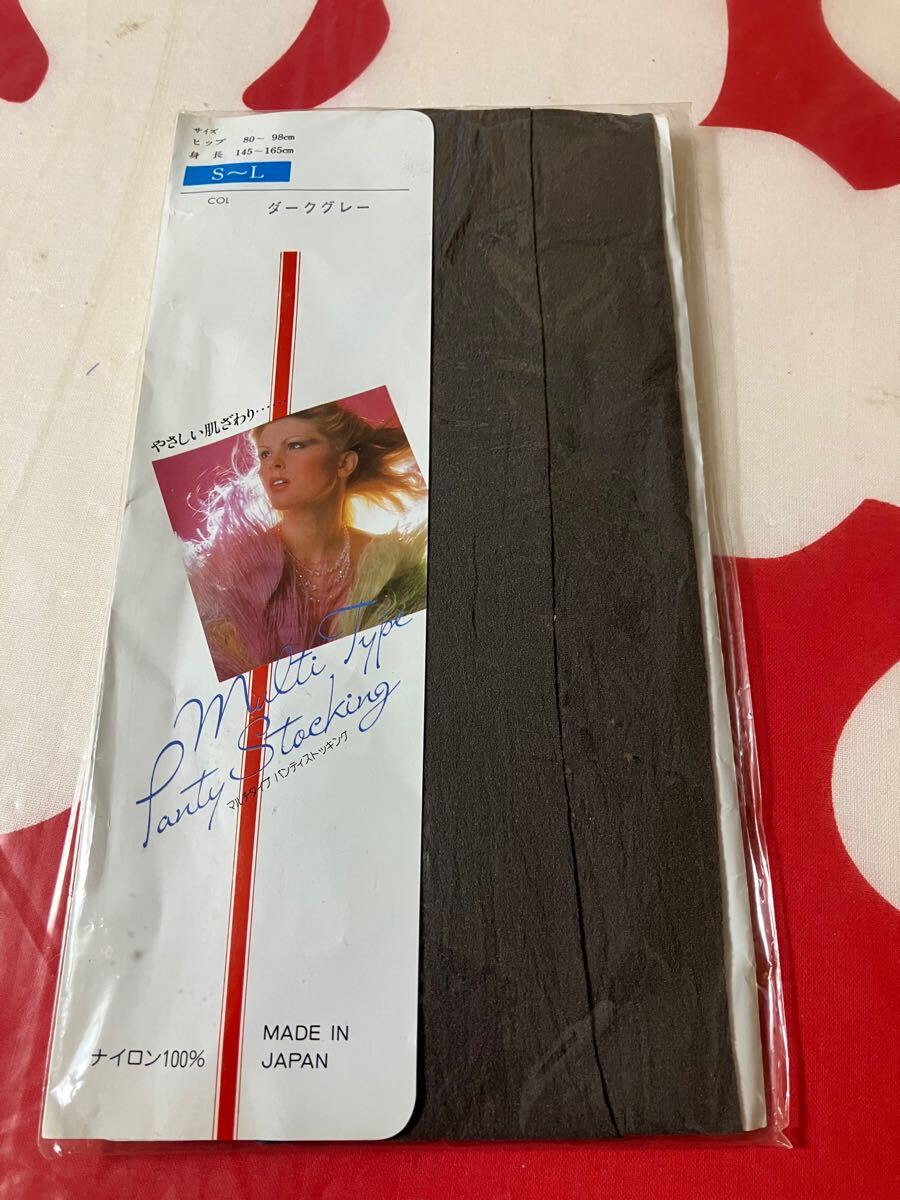 サイズ
ヒップ 80～98cm
身長 145～165cm
S～L
COL ダークグレー
やさしい肌ざわり……
Multi Type
Panty Stocking
マルチタイプ パンティストッキング
ナイロン100%
MADE IN
JAPAN